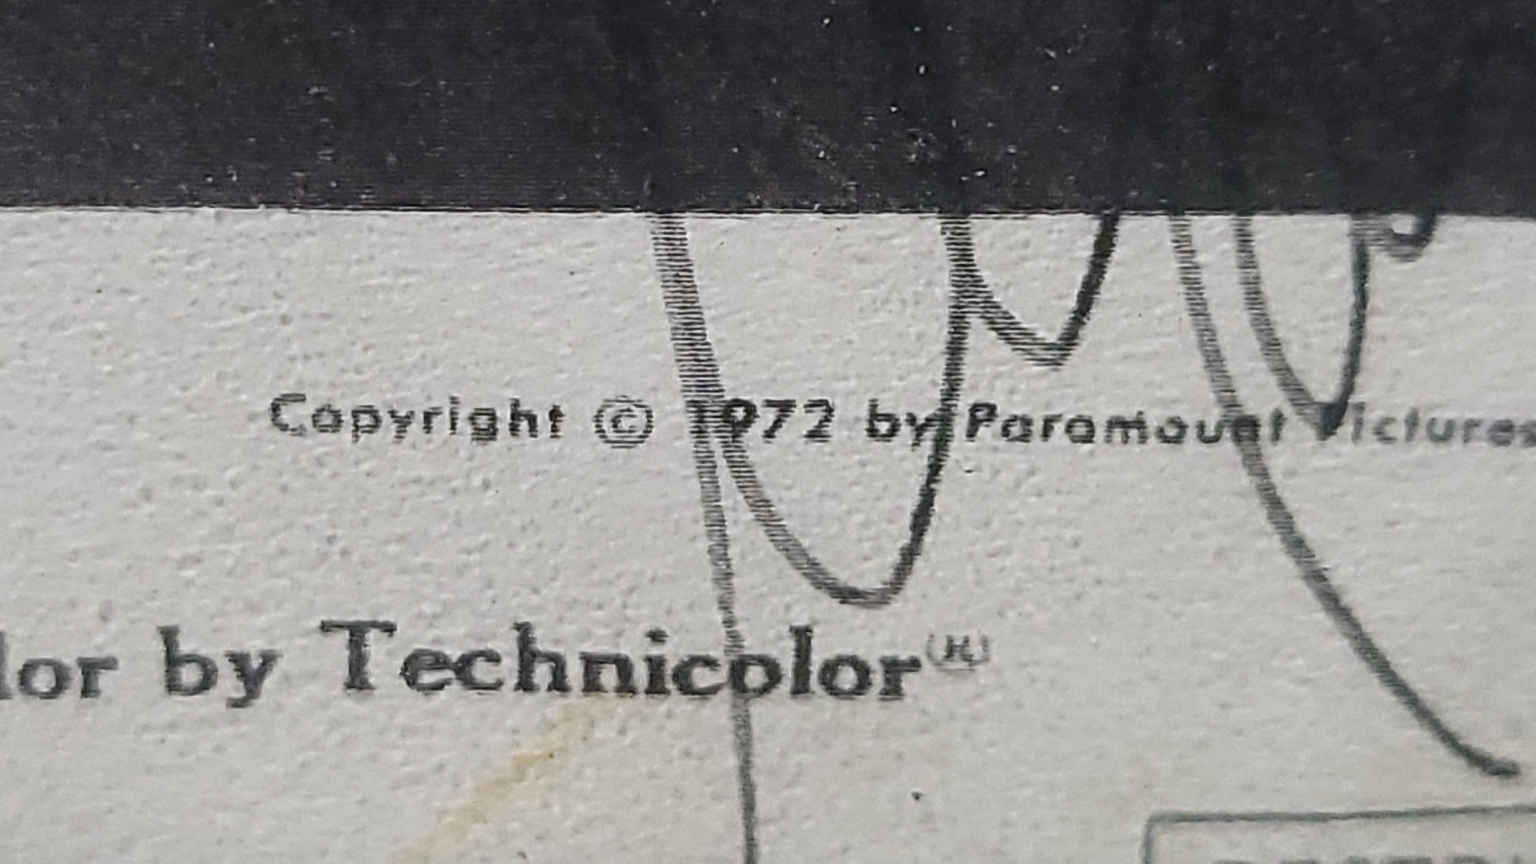 Copyright © 1972 by Paramount Pictures
lor by Technicolor(R)